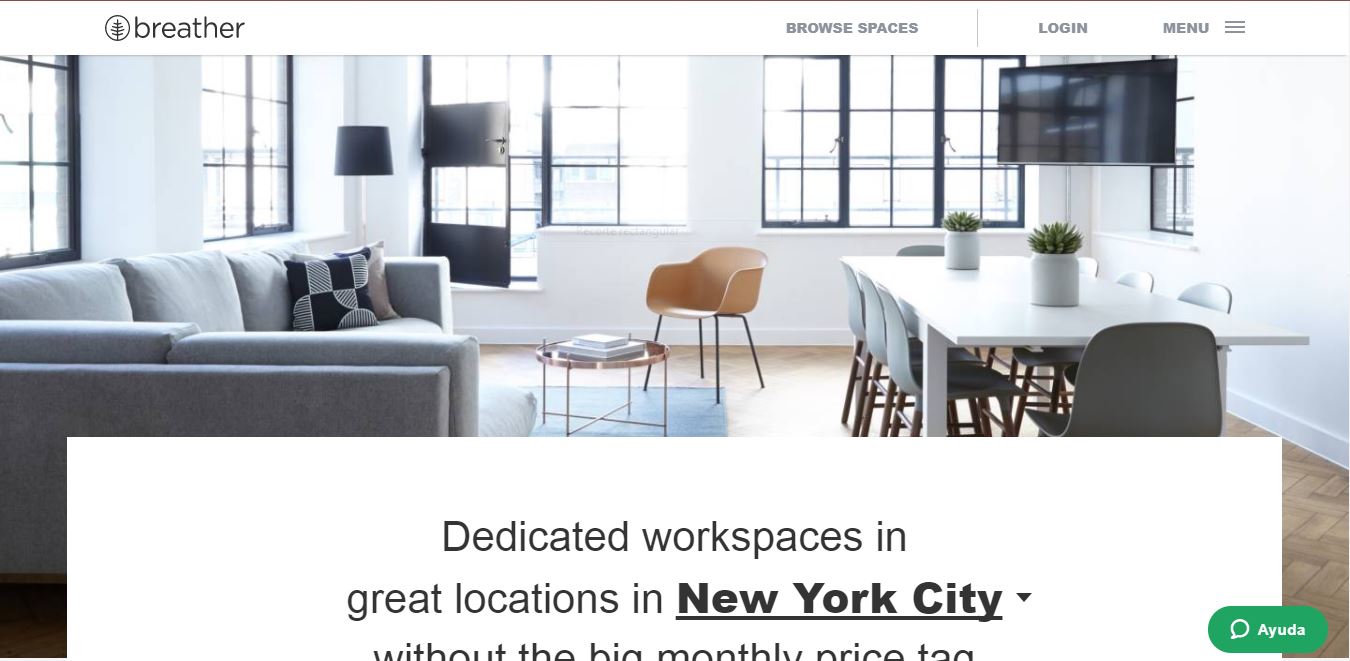 breather
BROWSE SPACES
LOGIN
MENU
Recorte rectangular
Dedicated workspaces in
great locations in New York City
without the big monthly price tag
Ayuda